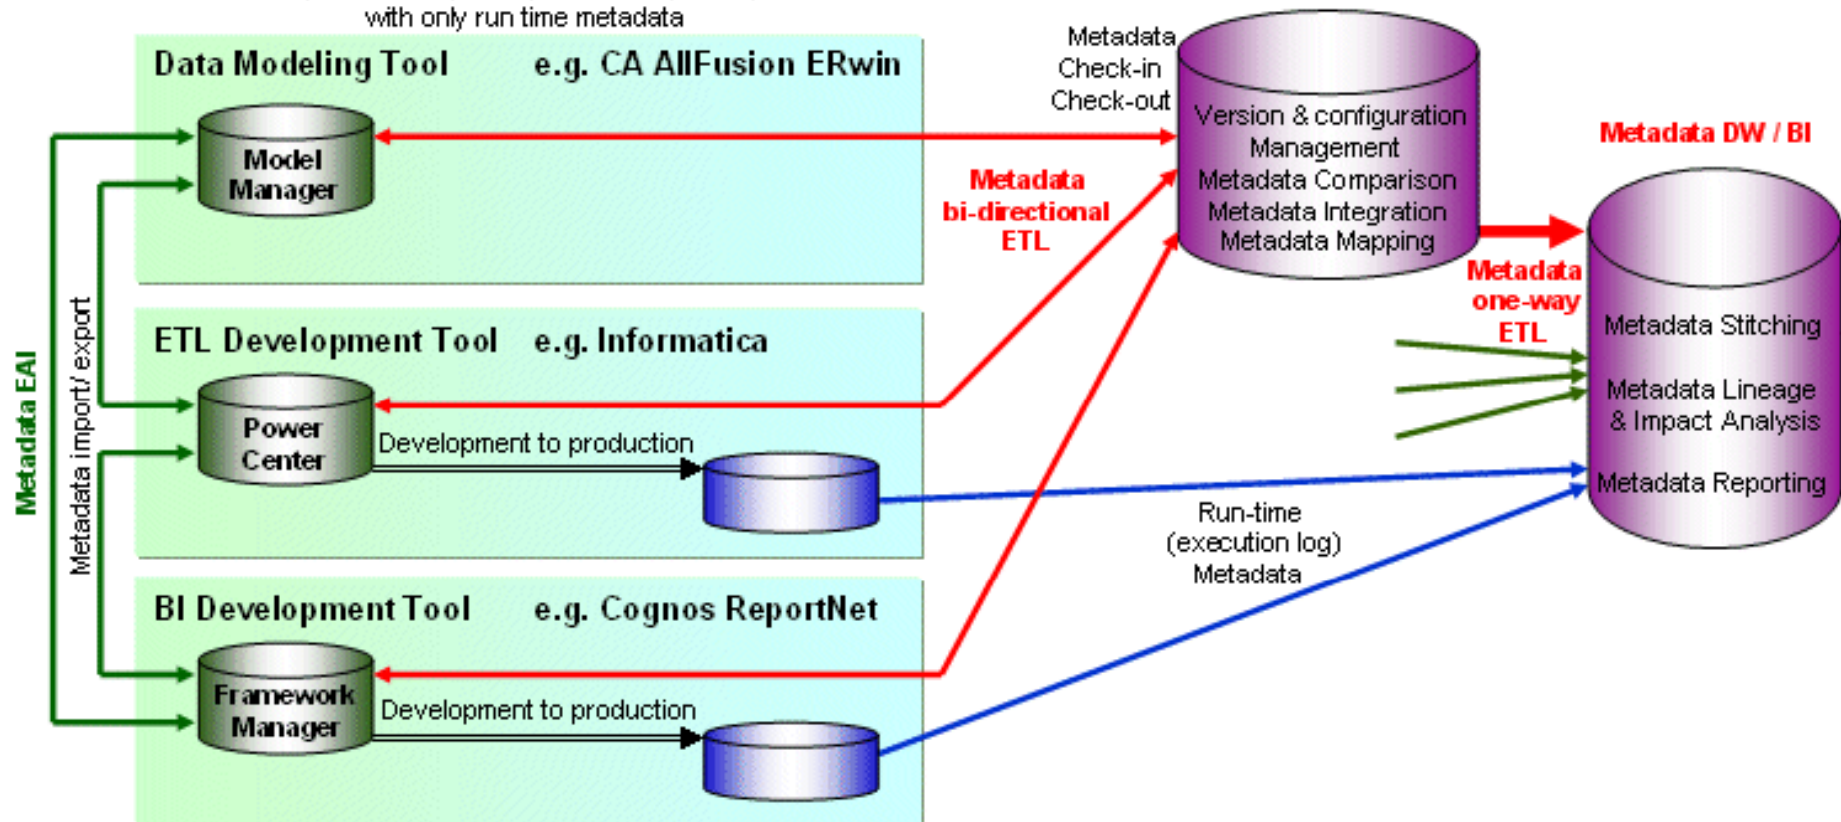 with only run time metadata
Data Modeling Tool e.g. CA AllFusion ERwin
Model
Manager
Metadata
Check-in
Check-out
Version & configuration
Management
Metadata Comparison
Metadata Integration
Metadata Mapping
Metadata DW / BI
Metadata
bi-directional
ETL
Metadata
one-way
ETL
Metadata Stitching
Metadata Lineage
& Impact Analysis
Metadata Reporting
Metadata EAI
Metadata import/ export
ETL Development Tool e.g. Informatica
Power
Center
Development to production
Run-time
(execution log)
Metadata
BI Development Tool e.g. Cognos ReportNet
Framework
Manager
Development to production